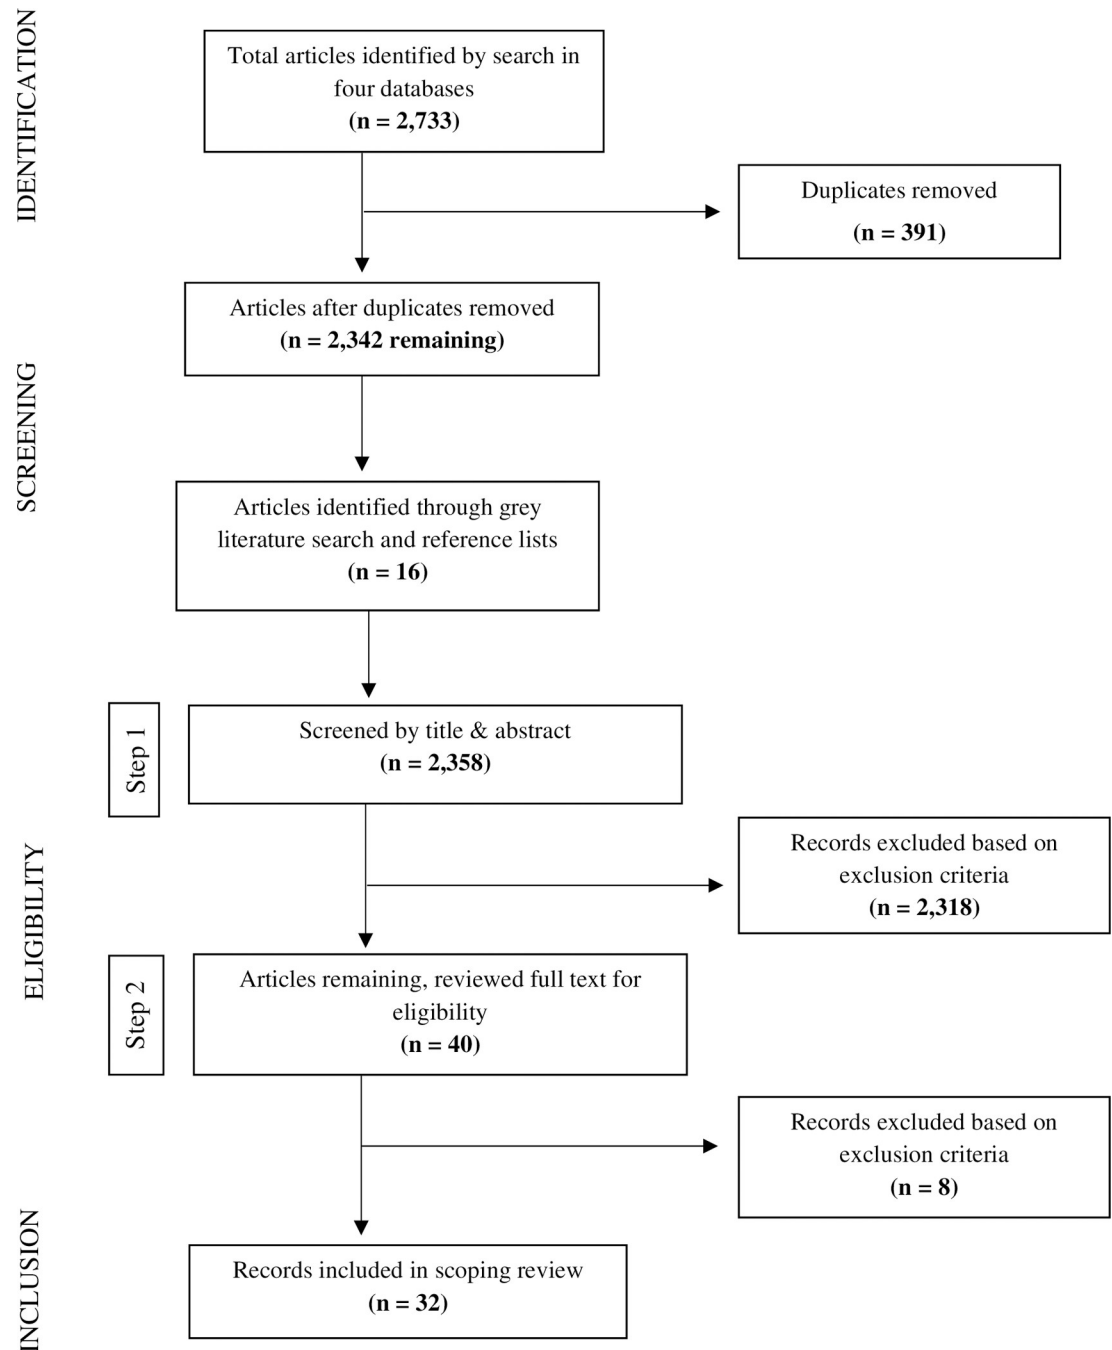 IDENTIFICATION
Total articles identified by search in
four databases
(n = 2,733)
Duplicates removed
(n = 391)
Articles after duplicates removed
(n = 2,342 remaining)
SCREENING
Articles identified through grey
literature search and reference lists
(n = 16)
Step 1
Screened by title & abstract
(n = 2,358)
Records excluded based on
exclusion criteria
(n = 2,318)
ELIGIBILITY
Step 2
Articles remaining, reviewed full text for
eligibility
(n = 40)
Records excluded based on
exclusion criteria
(n = 8)
INCLUSION
Records included in scoping review
(n = 32)